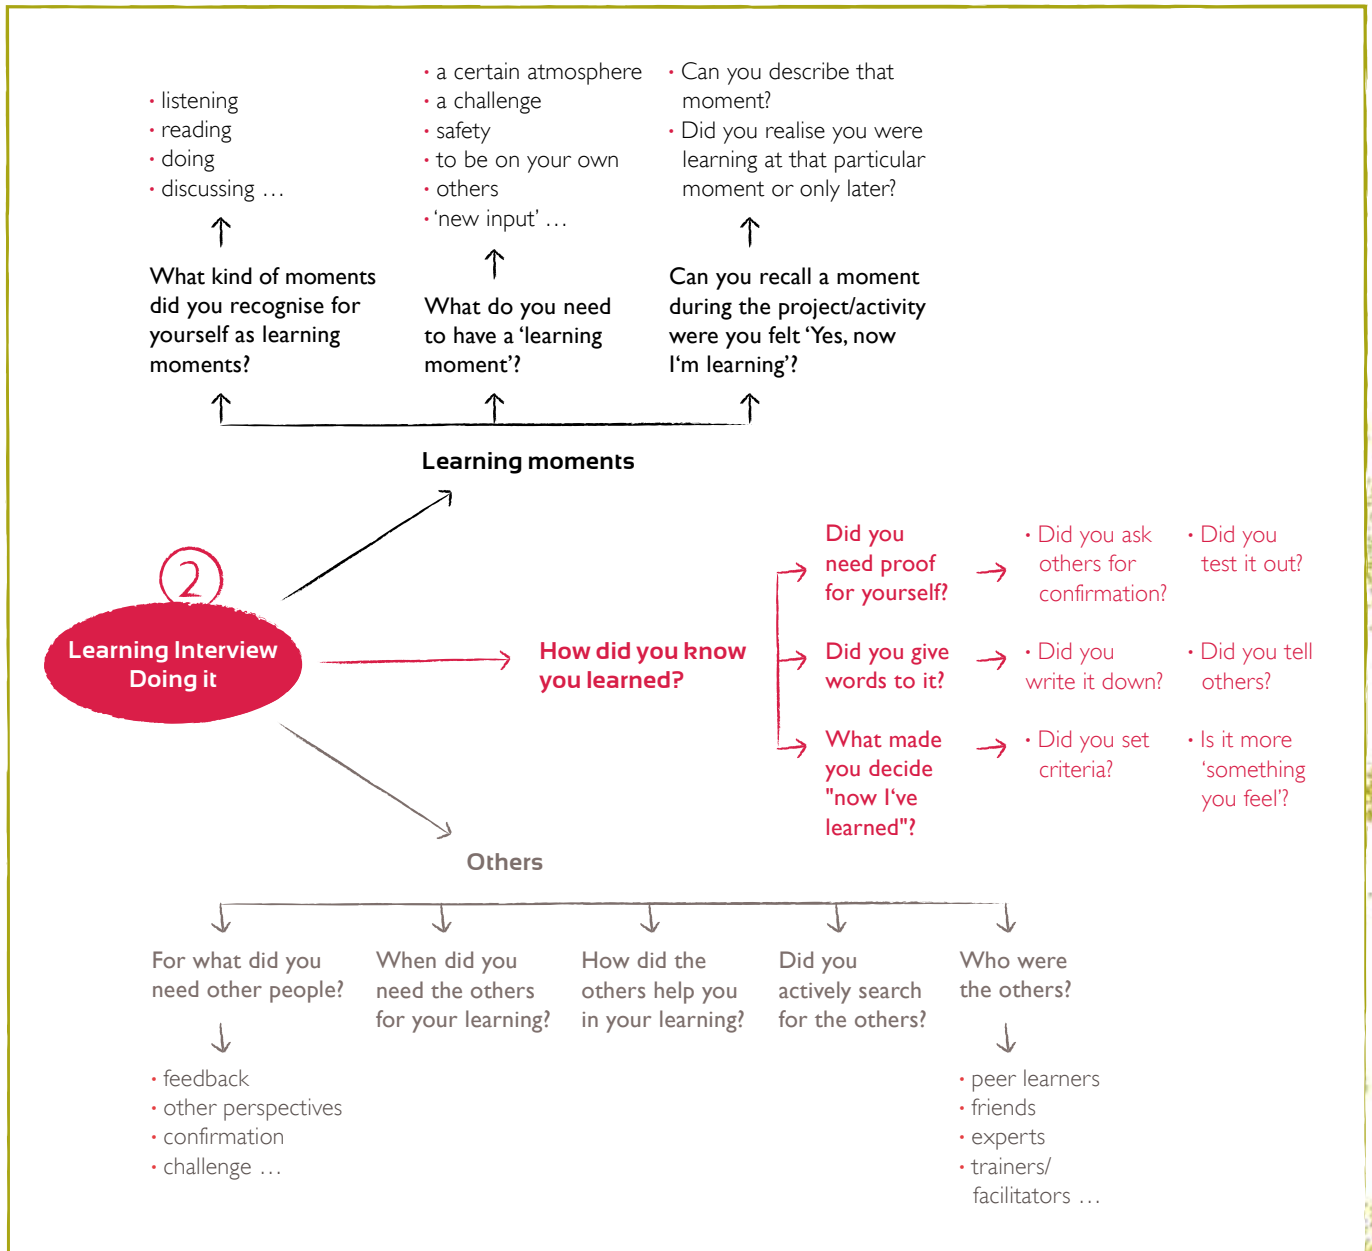 • listening
• reading
• doing
• discussing …
• a certain atmosphere
• a challenge
• safety
• to be on your own
• others
• ‘new input’ …
• Can you describe that
moment?
• Did you realise you were
learning at that particular
moment or only later?
What kind of moments
did you recognise for
yourself as learning
moments?
What do you need
to have a ‘learning
moment’?
Can you recall a moment
during the project/activity
were you felt ‘Yes, now
I‘m learning’?
Learning moments
2
Learning Interview
Doing it
How did you know
you learned?
Did you
need proof
for yourself?
• Did you ask
others for
confirmation?
• Did you
test it out?
Did you give
words to it?
• Did you
write it down?
• Did you tell
others?
What made
you decide
"now I‘ve
learned"?
• Did you set
criteria?
• Is it more
‘something
you feel’?
Others
For what did you
need other people?
When did you
need the others
for your learning?
How did the
others help you
in your learning?
Did you
actively search
for the others?
Who were
the others?
• feedback
• other perspectives
• confirmation
• challenge …
• peer learners
• friends
• experts
• trainers/
facilitators …